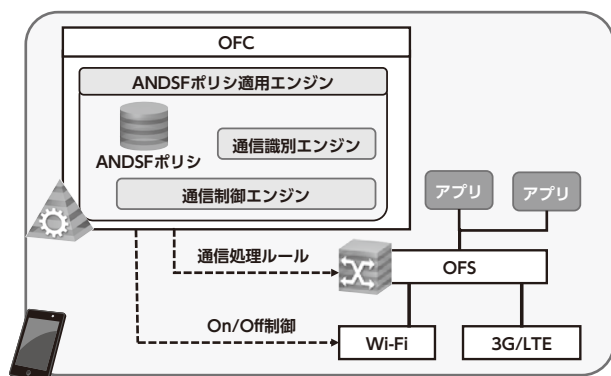 OFC
ANDSFポリシ適用エンジン
ANDSFポリシ
通信識別エンジン
通信制御エンジン
アプリ
アプリ
通信処理ルール
OFS
On/Off制御
Wi-Fi
3G/LTE